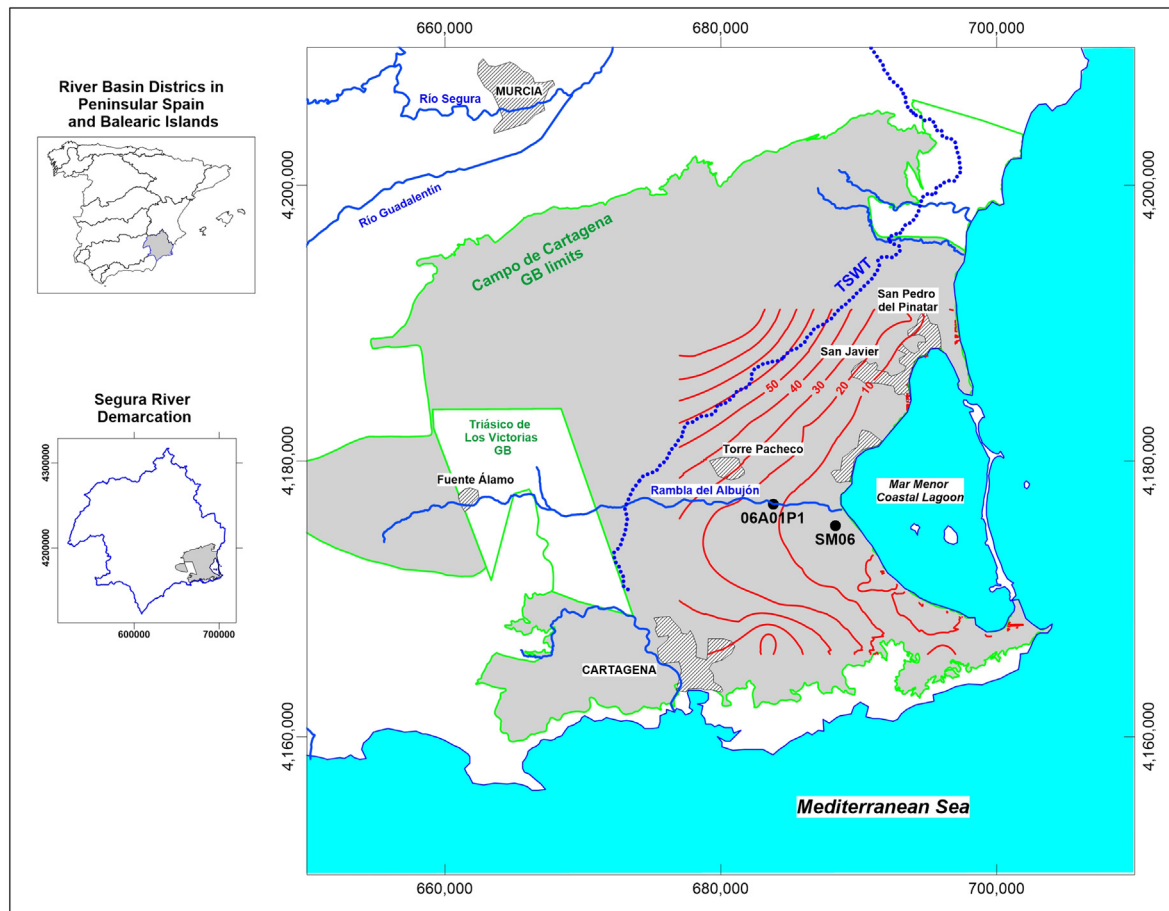 River Basin Districs in
Peninsular Spain
and Balearic Islands
Segura River
Demarcation
4300000
4200000
600000
700000
660,000
680,000
700,000
4,200,000
4,180,000
4,160,000
4,200,000
4,180,000
4,160,000
660,000
680,000
700,000
MURCIA
Río Segura
Río Guadalentín
Campo de Cartagena
GB limits
TSWT
San Pedro
del Pinatar
San Javier
50
40
30
20
10
Triásico de
Los Victorias
GB
Torre Pacheco
Fuente Álamo
Rambla del Albujón
Mar Menor
Coastal Lagoon
06A01P1
SM06
CARTAGENA
Mediterranean Sea